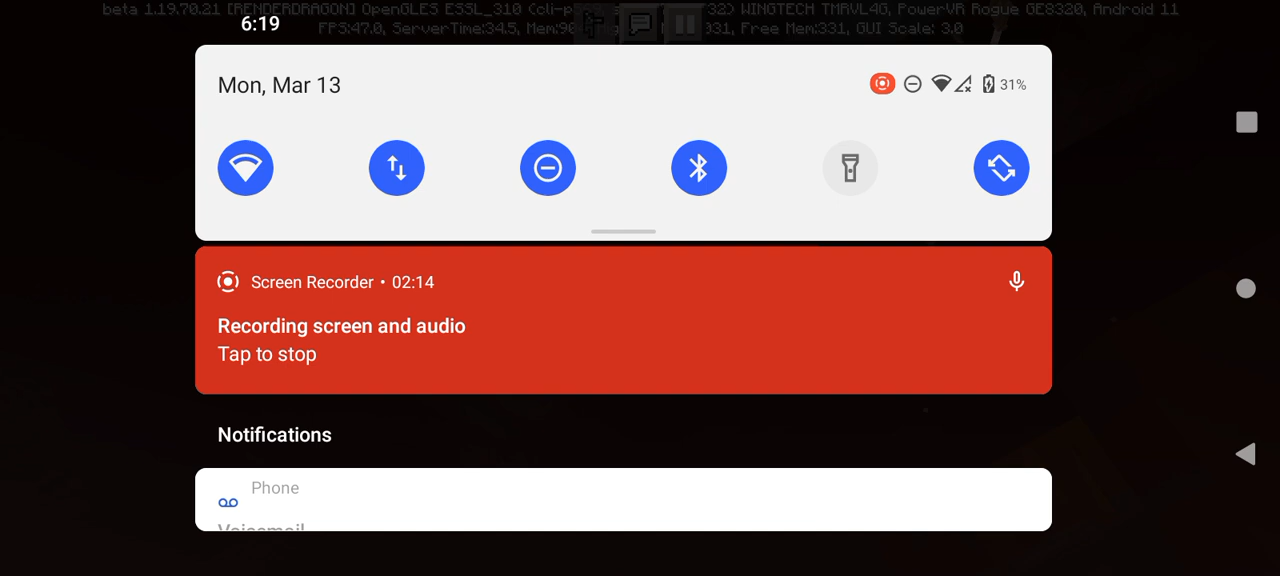 beta 1.19.70.21 [RENDERDRAGON] OpenGLES ESSL_310 32) WINGTECH TMRVL4G, PowerVR Rogue GE8320, Android 11
6:19
FPS:47.0, ServerTime:34.5, Free Mem:331, GUI Scale: 3.0
Mon, Mar 13
31%
Screen Recorder • 02:14
Recording screen and audio
Tap to stop
Notifications
Phone
Voicemail